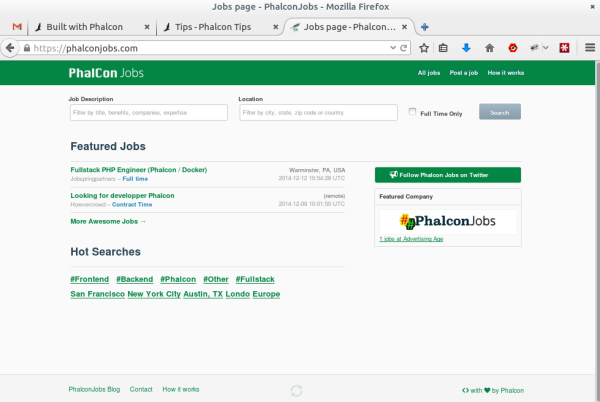 Jobs page - PhalconJobs - Mozilla Firefox
Built with Phalcon
Tips - Phalcon Tips
Jobs page - Phalcon...
https://phalconjobs.com
PhalCon Jobs
All jobs Post a job How it works
Job Description
Location
Filter by title, benefits, companies, expertise
Filter by city, state, zip code or country
Full Time Only
Search
Featured Jobs
Fullstack PHP Engineer (Phalcon / Docker)
Warminster, PA, USA
Jobspringpartners – Full time
2014-12-12 10:54:28 UTC
Looking for developper Phalcon
(remote)
Howevercrowd – Contract Time
2014-12-08 10:01:50 UTC
More Awesome Jobs →
Follow Phalcon Jobs on Twitter
Featured Company
#PhalconJobs
1 jobs at Advertising Age
Hot Searches
#Frontend #Backend #Phalcon #Other #Fullstack
San Francisco New York City Austin, TX Londo Europe
PhalconJobs Blog Contact How it works
<> with ♥ by Phalcon